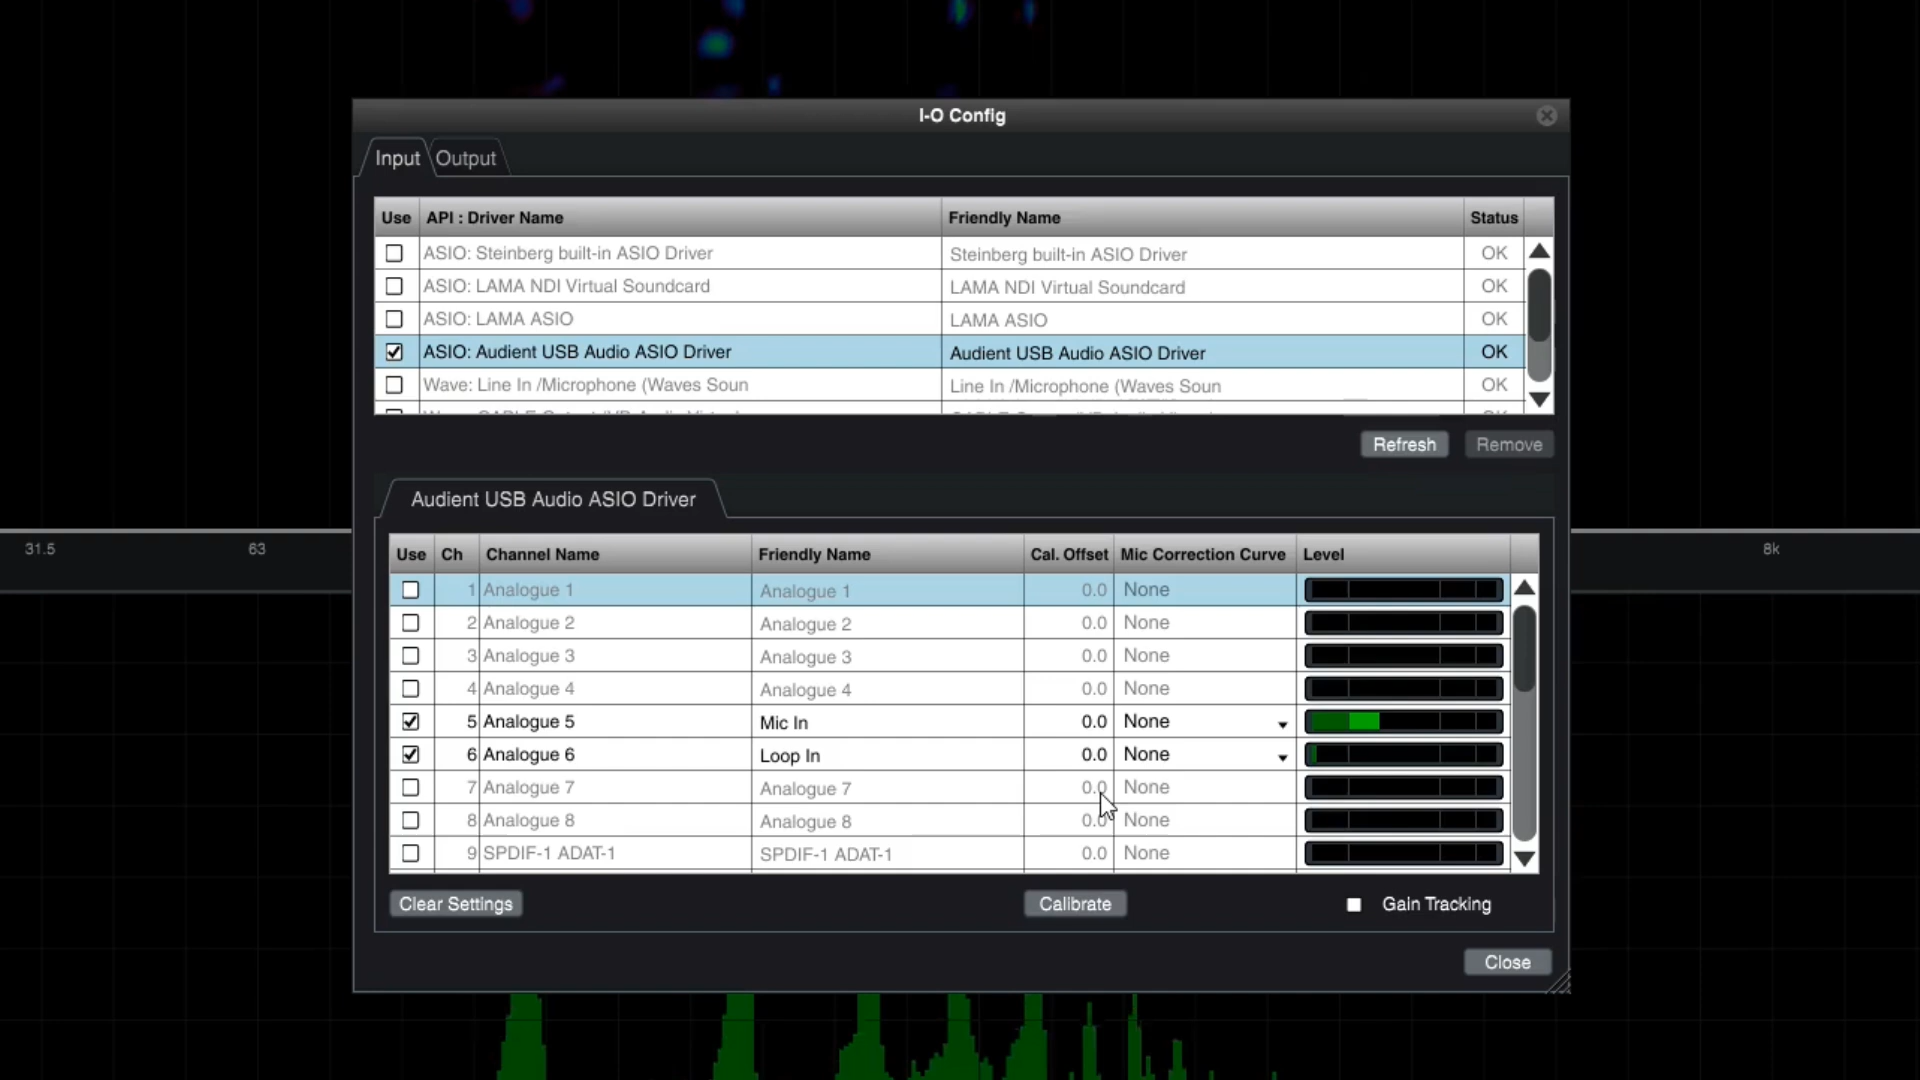 I-O Config
Input Output
Use API : Driver Name Friendly Name Status
ASIO: Steinberg built-in ASIO Driver Steinberg built-in ASIO Driver OK
ASIO: LAMA NDI Virtual Soundcard LAMA NDI Virtual Soundcard OK
ASIO: LAMA ASIO LAMA ASIO OK
ASIO: Audient USB Audio ASIO Driver Audient USB Audio ASIO Driver OK
Wave: Line In /Microphone (Waves Soun Line In /Microphone (Waves Soun OK
Refresh Remove
Audient USB Audio ASIO Driver
31.5 63 8k
Use Ch Channel Name Friendly Name Cal. Offset Mic Correction Curve Level
1 Analogue 1 Analogue 1 0.0 None
2 Analogue 2 Analogue 2 0.0 None
3 Analogue 3 Analogue 3 0.0 None
4 Analogue 4 Analogue 4 0.0 None
5 Analogue 5 Mic In 0.0 None
6 Analogue 6 Loop In 0.0 None
7 Analogue 7 Analogue 7 0.0 None
8 Analogue 8 Analogue 8 0.0 None
9 SPDIF-1 ADAT-1 SPDIF-1 ADAT-1 0.0 None
Clear Settings Calibrate Gain Tracking
Close